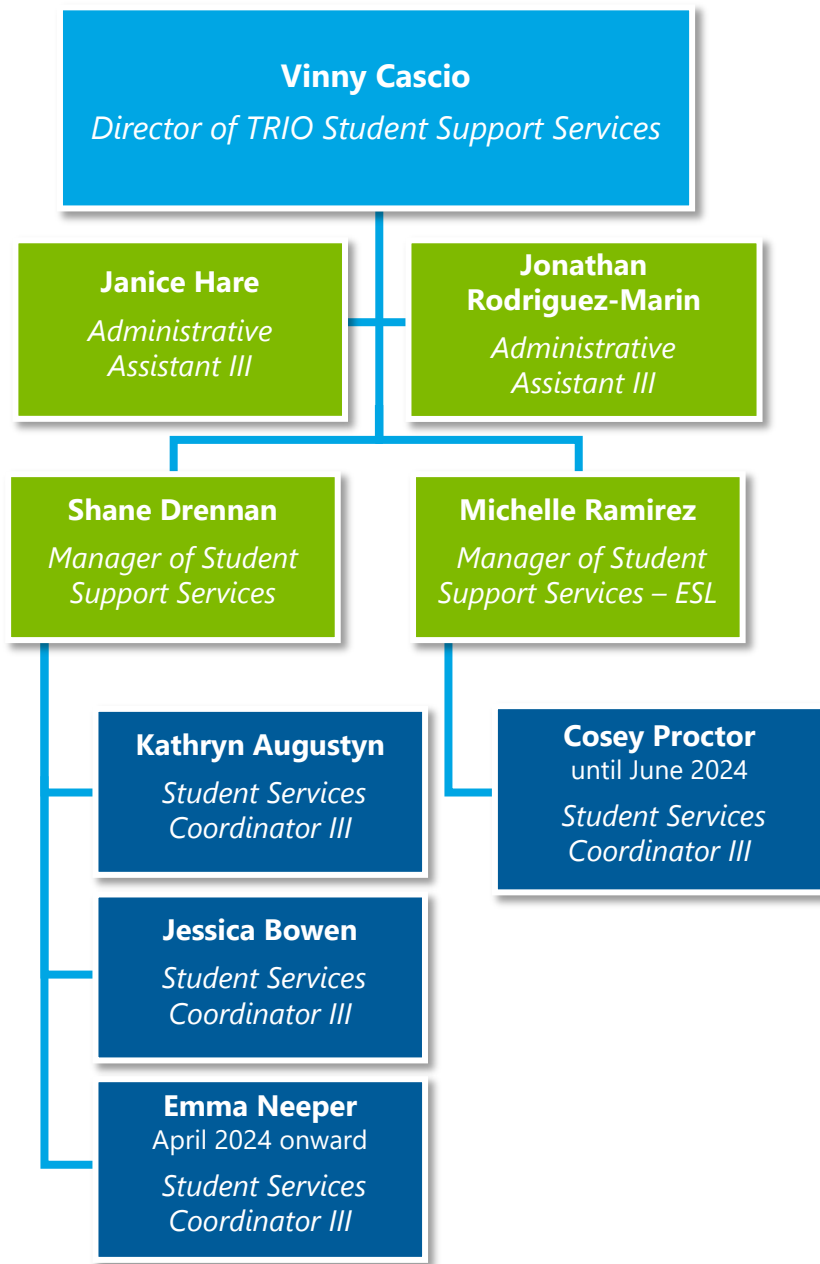 Vinny Cascio
Director of TRIO Student Support Services
Janice Hare
Administrative
Assistant III
Jonathan
Rodriguez-Marin
Administrative
Assistant III
Shane Drennan
Manager of Student
Support Services
Michelle Ramirez
Manager of Student
Support Services – ESL
Kathryn Augustyn
Student Services
Coordinator III
Cosey Proctor
until June 2024
Student Services
Coordinator III
Jessica Bowen
Student Services
Coordinator III
Emma Neeper
April 2024 onward
Student Services
Coordinator III